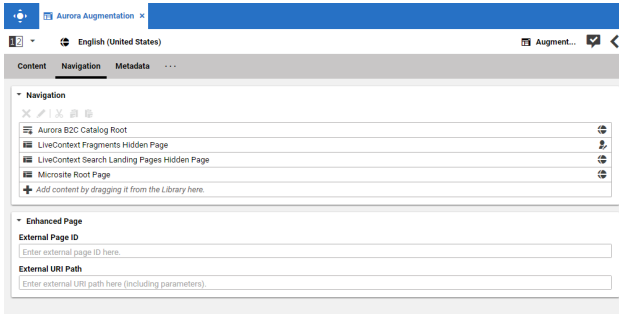 Aurora Augmentation ×
12 English (United States) Augment...
Content Navigation Metadata ...
Navigation
Aurora B2C Catalog Root
LiveContext Fragments Hidden Page
LiveContext Search Landing Pages Hidden Page
Microsite Root Page
Add content by dragging it from the Library here.
Enhanced Page
External Page ID
Enter external page ID here.
External URI Path
Enter external URI path here (including parameters).